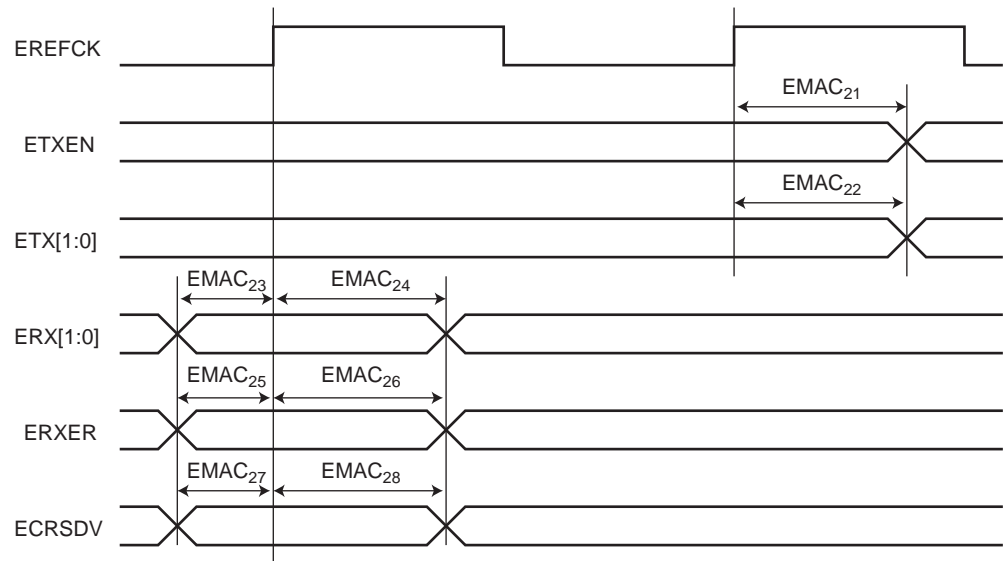 EREFCK
EMAC21
ETXEN
EMAC22
ETX[1:0]
EMAC23 EMAC24
ERX[1:0]
EMAC25 EMAC26
ERXER
EMAC27 EMAC28
ECRSDV